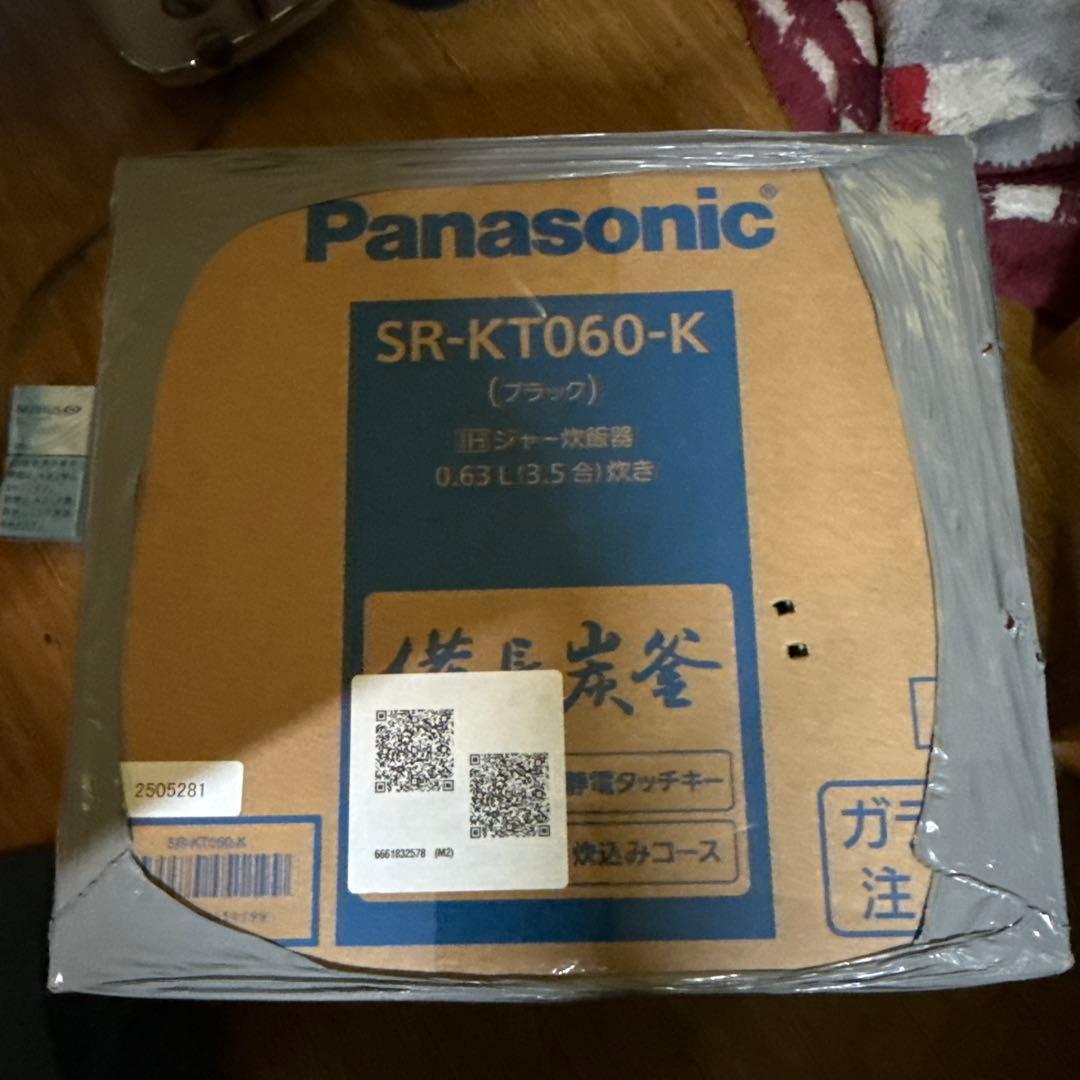 Panasonic®
SR-KT060-K
(ブラック)
IHジャー炊飯器
0.63 L(3.5合)炊き
備長炭釜
静電タッチキー
炊込みコース
6661832578 (M2)
2505281
SR-KT060-K
ガラ
注